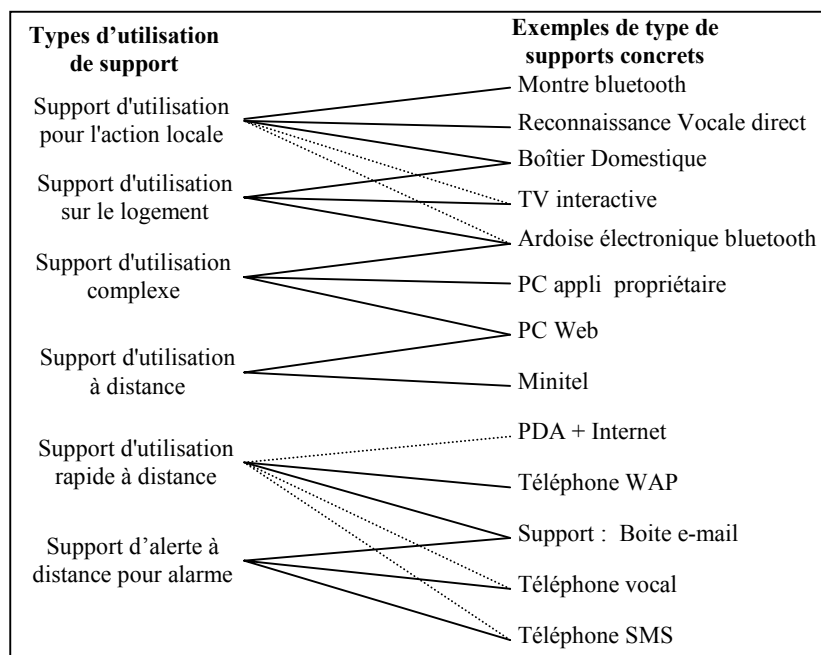 Types d'utilisation
de support
Support d'utilisation
pour l'action locale
Support d'utilisation
sur le logement
Support d'utilisation
complexe
Support d'utilisation
à distance
Support d'utilisation
rapide à distance
Support d'alerte à
distance pour alarme
Exemples de type de
supports concrets
Montre bluetooth
Reconnaissance Vocale direct
Boîtier Domestique
TV interactive
Ardoise électronique bluetooth
PC appli propriétaire
PC Web
Minitel
PDA + Internet
Téléphone WAP
Support : Boite e-mail
Téléphone vocal
Téléphone SMS